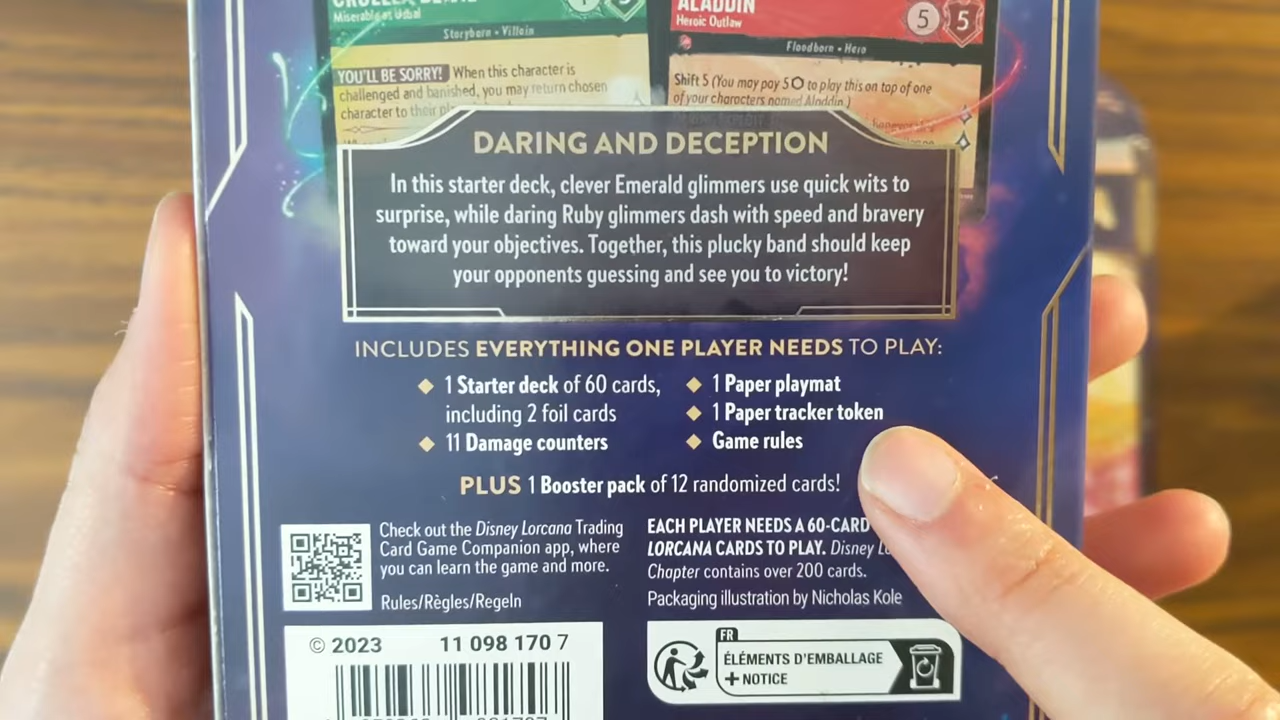 Miserable as Usual
Storyborn • Villain
YOU'LL BE SORRY! When this character is
challenged and banished, you may return chosen
character to their
ALADDIN
Heroic Outlaw
5 5
Floodborn • Hero
Shift 5 (You may pay 5 to play this on top of one
of your characters named Aladdin.)
DARING AND DECEPTION
In this starter deck, clever Emerald glimmers use quick wits to
surprise, while daring Ruby glimmers dash with speed and bravery
toward your objectives. Together, this plucky band should keep
your opponents guessing and see you to victory!
INCLUDES EVERYTHING ONE PLAYER NEEDS TO PLAY:
◆ 1 Starter deck of 60 cards,
including 2 foil cards
◆ 11 Damage counters
◆ 1 Paper playmat
◆ 1 Paper tracker token
◆ Game rules
PLUS 1 Booster pack of 12 randomized cards!
Check out the Disney Lorcana Trading
Card Game Companion app, where
you can learn the game and more.
Rules/Règles/Regeln
EACH PLAYER NEEDS A 60-CARD
LORCANA CARDS TO PLAY. Disney
Chapter contains over 200 cards.
Packaging illustration by Nicholas Kole
© 2023 11 098 170 7
FR
ÉLÉMENTS D'EMBALLAGE
+ NOTICE